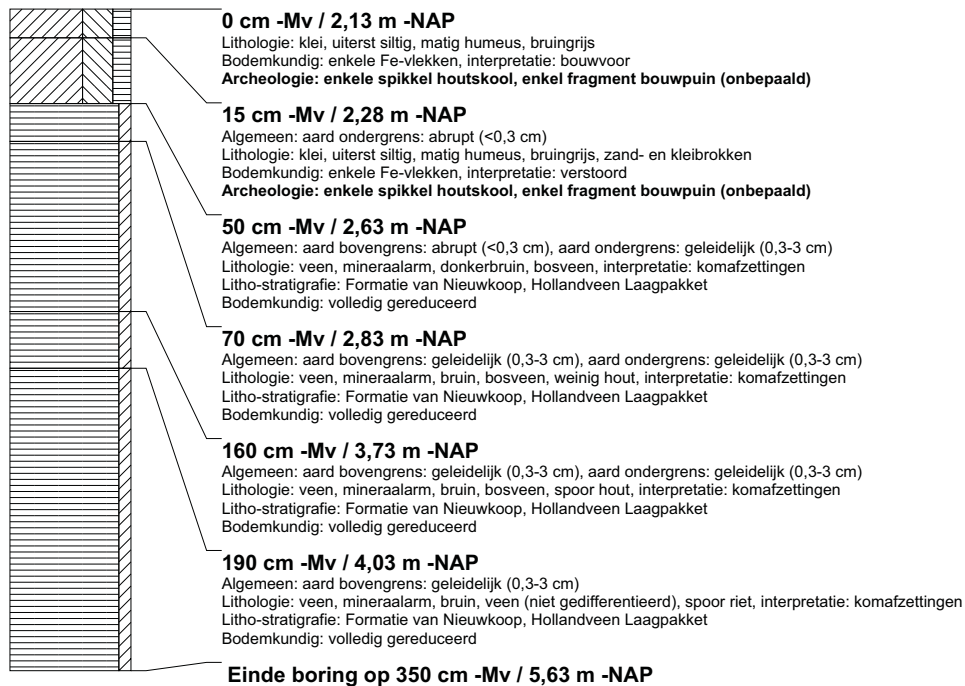 0 cm -Mv / 2,13 m -NAP
Lithologie: klei, uiterst siltig, matig humeus, bruingrijs
Bodemkundig: enkele Fe-vlekken, interpretatie: bouwvoor
Archeologie: enkele spikkel houtskool, enkel fragment bouwpuin (onbepaald)
15 cm -Mv / 2,28 m -NAP
Algemeen: aard ondergrens: abrupt (<0,3 cm)
Lithologie: klei, uiterst siltig, matig humeus, bruingrijs, zand- en kleibrokken
Bodemkundig: enkele Fe-vlekken, interpretatie: verstoord
Archeologie: enkele spikkel houtskool, enkel fragment bouwpuin (onbepaald)
50 cm -Mv / 2,63 m -NAP
Algemeen: aard bovengrens: abrupt (<0,3 cm), aard ondergrens: geleidelijk (0,3-3 cm)
Lithologie: veen, mineraalarm, donkerbruin, bosveen, interpretatie: komafzettingen
Litho-stratigrafie: Formatie van Nieuwkoop, Hollandveen Laagpakket
Bodemkundig: volledig gereduceerd
70 cm -Mv / 2,83 m -NAP
Algemeen: aard bovengrens: geleidelijk (0,3-3 cm), aard ondergrens: geleidelijk (0,3-3 cm)
Lithologie: veen, mineraalarm, bruin, bosveen, weinig hout, interpretatie: komafzettingen
Litho-stratigrafie: Formatie van Nieuwkoop, Hollandveen Laagpakket
Bodemkundig: volledig gereduceerd
160 cm -Mv / 3,73 m -NAP
Algemeen: aard bovengrens: geleidelijk (0,3-3 cm), aard ondergrens: geleidelijk (0,3-3 cm)
Lithologie: veen, mineraalarm, bruin, bosveen, spoor hout, interpretatie: komafzettingen
Litho-stratigrafie: Formatie van Nieuwkoop, Hollandveen Laagpakket
Bodemkundig: volledig gereduceerd
190 cm -Mv / 4,03 m -NAP
Algemeen: aard bovengrens: geleidelijk (0,3-3 cm)
Lithologie: veen, mineraalarm, bruin, veen (niet gedifferentieerd), spoor riet, interpretatie: komafzettingen
Litho-stratigrafie: Formatie van Nieuwkoop, Hollandveen Laagpakket
Bodemkundig: volledig gereduceerd
Einde boring op 350 cm -Mv / 5,63 m -NAP